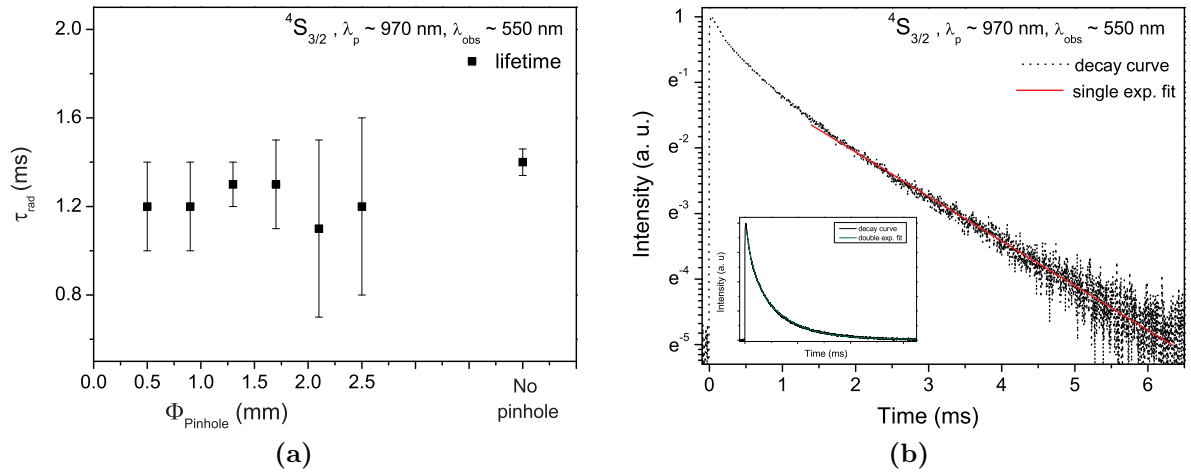 2.0
1.6
1.2
0.8
τrad (ms)
⁴S3/2 , λp ~ 970 nm, λobs ~ 550 nm
lifetime
0.0 0.5 1.0 1.5 2.0 2.5 No
pinhole
ΦPinhole (mm)
(a)
1
e⁻¹
e⁻²
e⁻³
e⁻⁴
e⁻⁵
Intensity (a. u.)
⁴S3/2 , λp ~ 970 nm, λobs ~ 550 nm
decay curve
single exp. fit
decay curve
double exp. fit
Intensity (a. u)
Time (ms)
0 1 2 3 4 5 6
Time (ms)
(b)